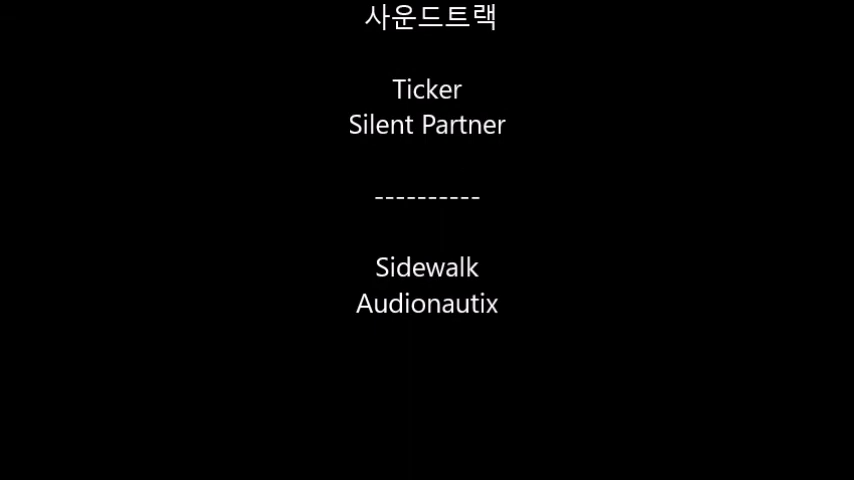 사운드트랙
Ticker
Silent Partner
----------
Sidewalk
Audionautix